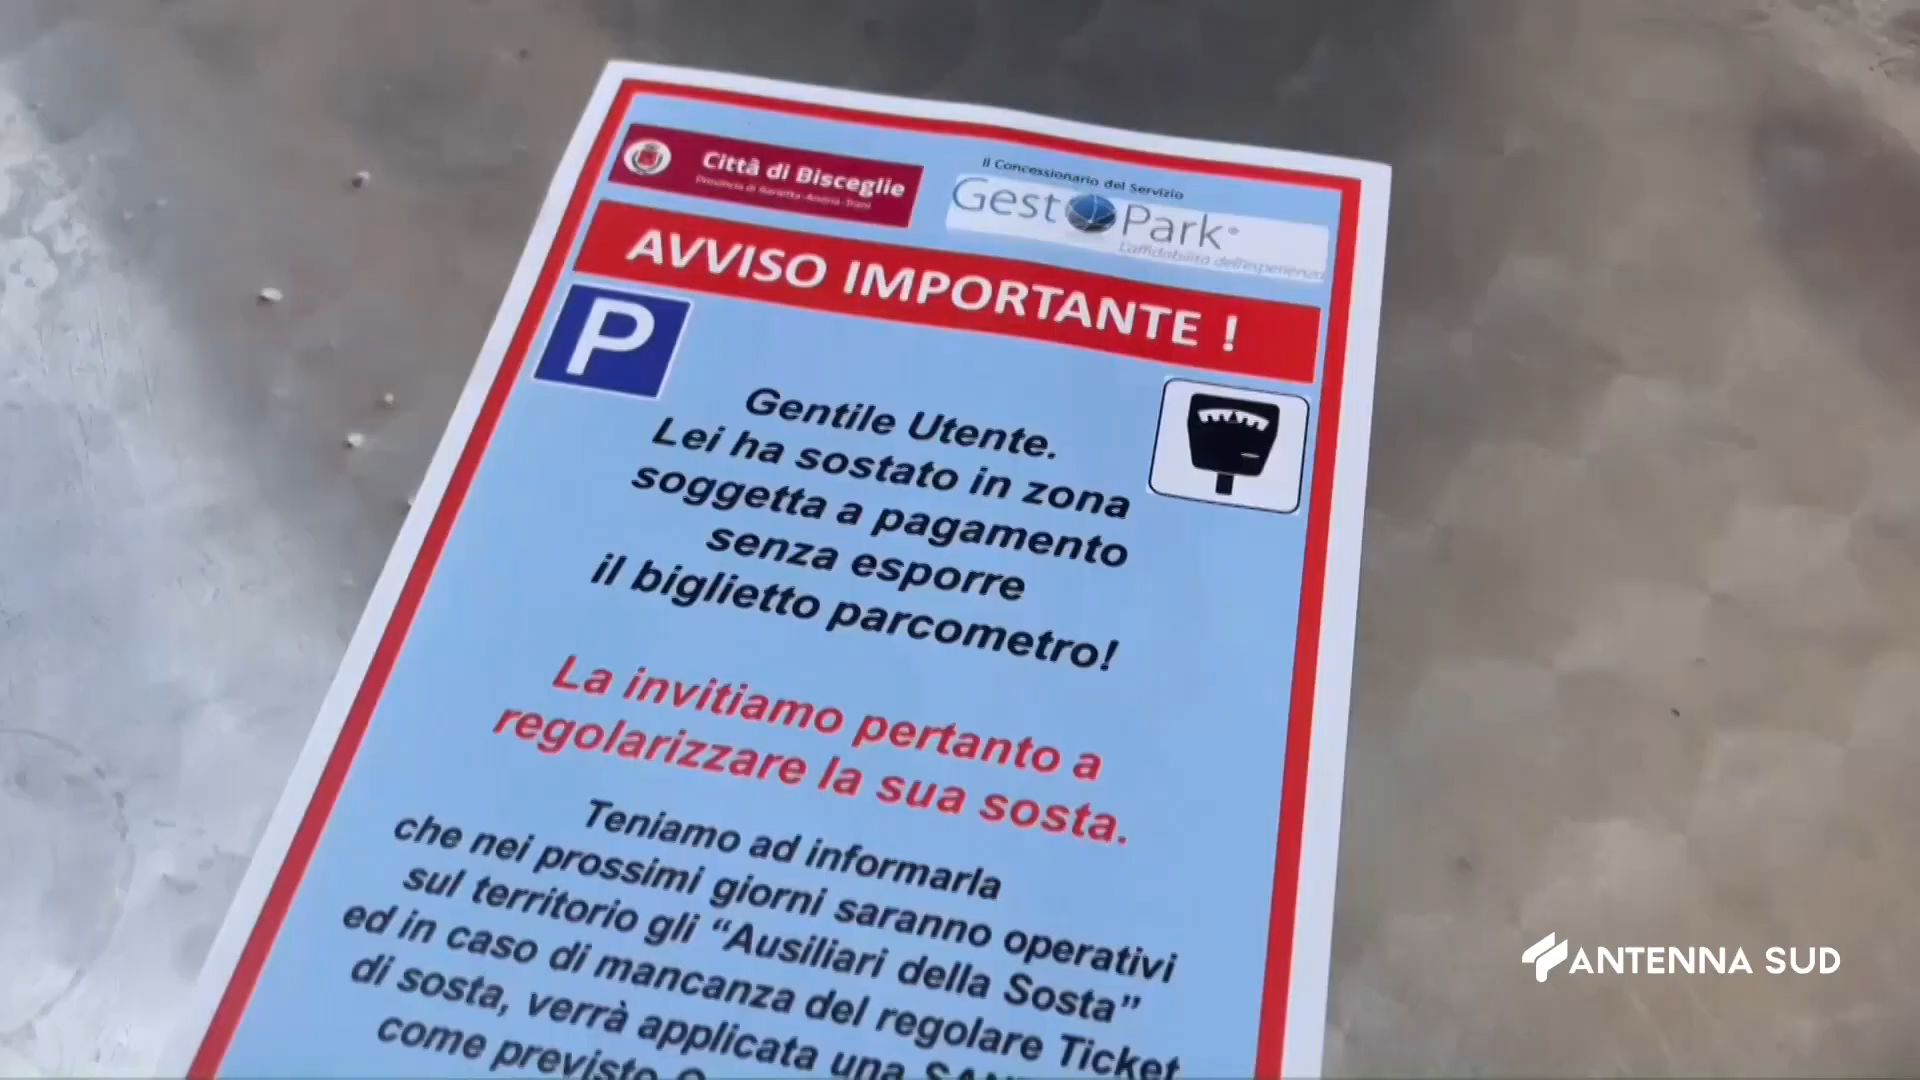 Città di Bisceglie
Provincia di Barletta-Andria-Trani
Il Concessionario del Servizio
Gest Park
L'affidabilità dell'esperienza
AVVISO IMPORTANTE !
P
Gentile Utente.
Lei ha sostato in zona
soggetta a pagamento
senza esporre
il biglietto parcometro!
La invitiamo pertanto a
regolarizzare la sua sosta.
Teniamo ad informarla
che nei prossimi giorni saranno operativi
sul territorio gli “Ausiliari della Sosta”
ed in caso di mancanza del regolare Ticket
di sosta, verrà applicata una
come previsto
ANTENNA SUD